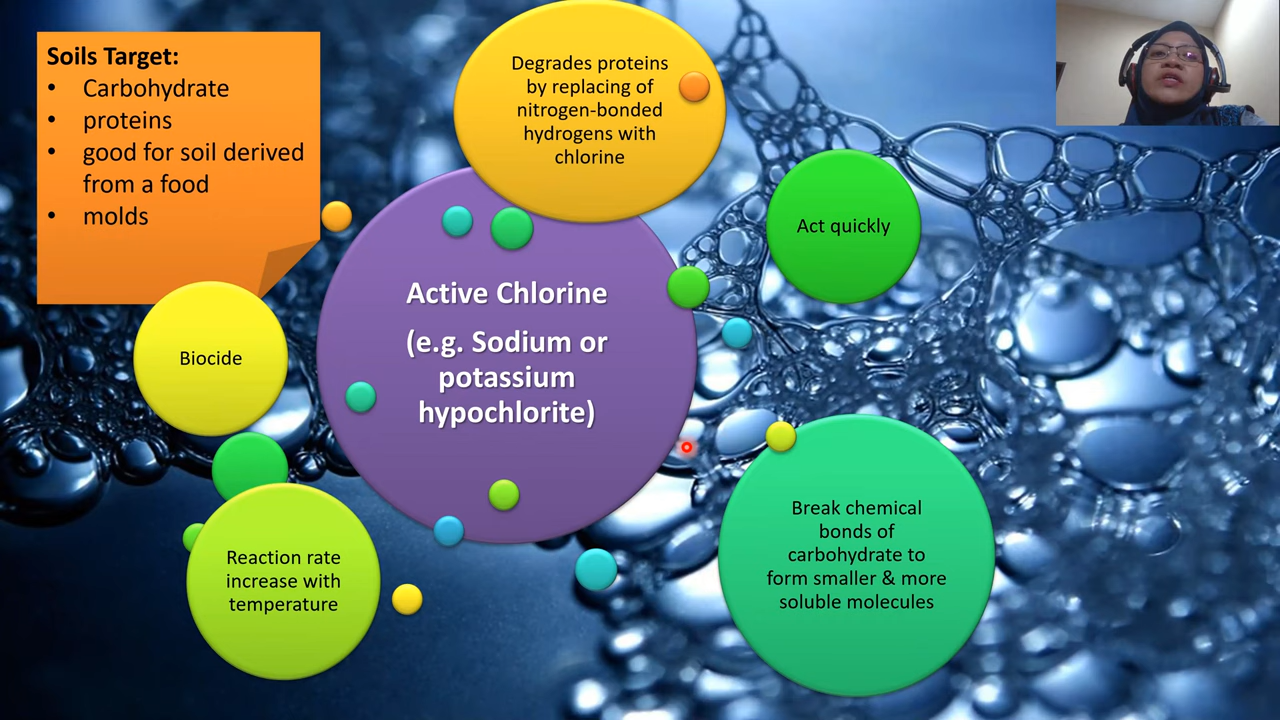 Soils Target:
• Carbohydrate
• proteins
• good for soil derived
from a food
• molds
Degrades proteins
by replacing of
nitrogen-bonded
hydrogens with
chlorine
Act quickly
Active Chlorine
(e.g. Sodium or
potassium
hypochlorite)
Biocide
Break chemical
bonds of
carbohydrate to
form smaller & more
soluble molecules
Reaction rate
increase with
temperature